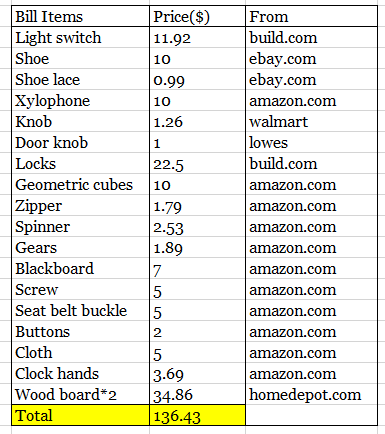 Bill Items Price($) From
Light switch 11.92 build.com
Shoe 10 ebay.com
Shoe lace 0.99 ebay.com
Xylophone 10 amazon.com
Knob 1.26 walmart
Door knob 1 lowes
Locks 22.5 build.com
Geometric cubes 10 amazon.com
Zipper 1.79 amazon.com
Spinner 2.53 amazon.com
Gears 1.89 amazon.com
Blackboard 7 amazon.com
Screw 5 amazon.com
Seat belt buckle 5 amazon.com
Buttons 2 amazon.com
Cloth 5 amazon.com
Clock hands 3.69 amazon.com
Wood board*2 34.86 homedepot.com
Total 136.43